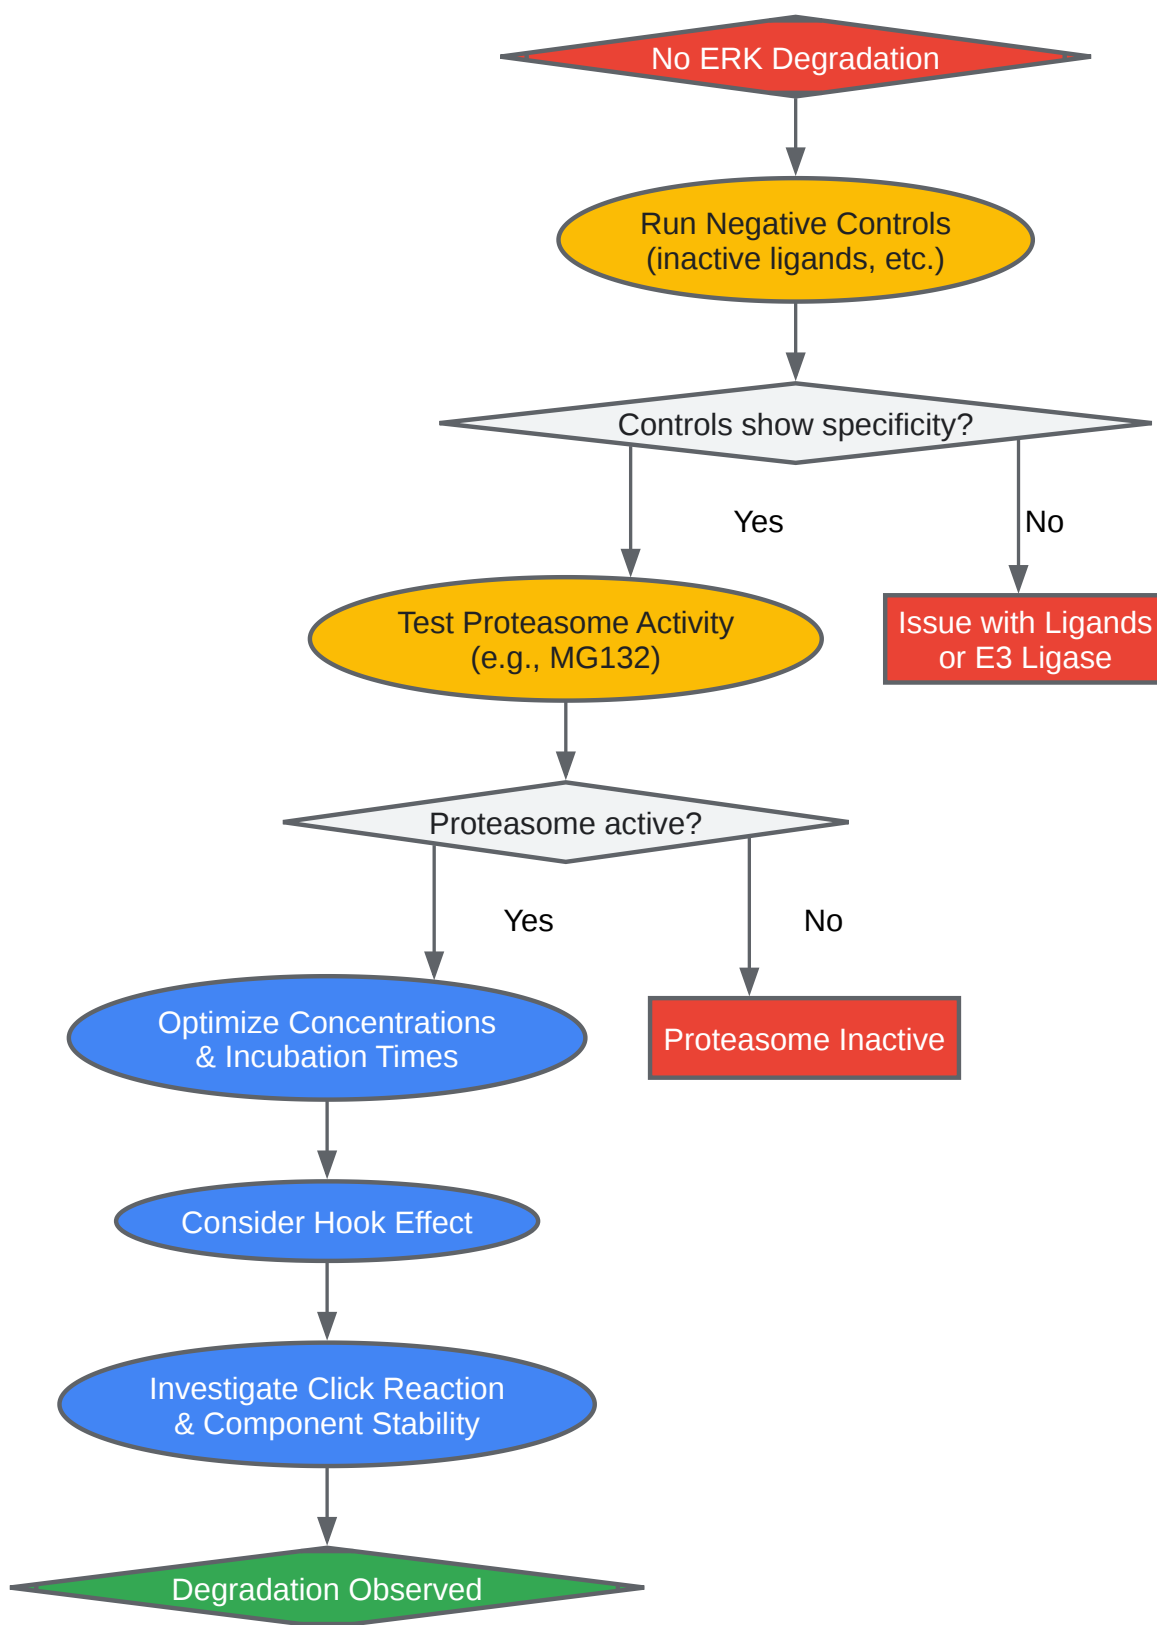 No ERK Degradation
Run Negative Controls
(inactive ligands, etc.)
Controls show specificity?
Yes
No
Test Proteasome Activity
(e.g., MG132)
Issue with Ligands
or E3 Ligase
Proteasome active?
Yes
No
Optimize Concentrations
& Incubation Times
Proteasome Inactive
Consider Hook Effect
Investigate Click Reaction
& Component Stability
Degradation Observed